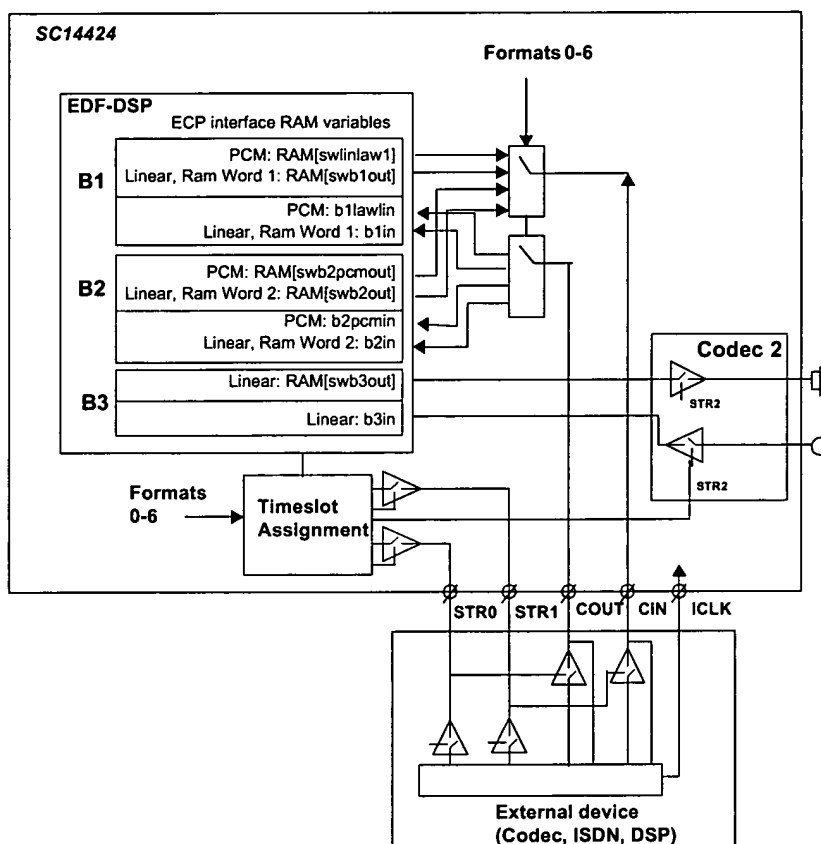 SC14424
Formats 0-6
EDF-DSP
ECP interface RAM variables
B1
PCM: RAM[swlinlaw1]
Linear, Ram Word 1: RAM[swb1out]
PCM: b1lawlin
Linear, Ram Word 1: b1in
B2
PCM: RAM[swb2pcmout]
Linear, Ram Word 2: RAM[swb2out]
PCM: b2pcmin
Linear, Ram Word 2: b2in
B3
Linear: RAM[swb3out]
Linear: b3in
Codec 2
STR2
STR2
Formats
0-6
Timeslot
Assignment
STR0
STR1
COUT
CIN
ICLK
External device
(Codec, ISDN, DSP)